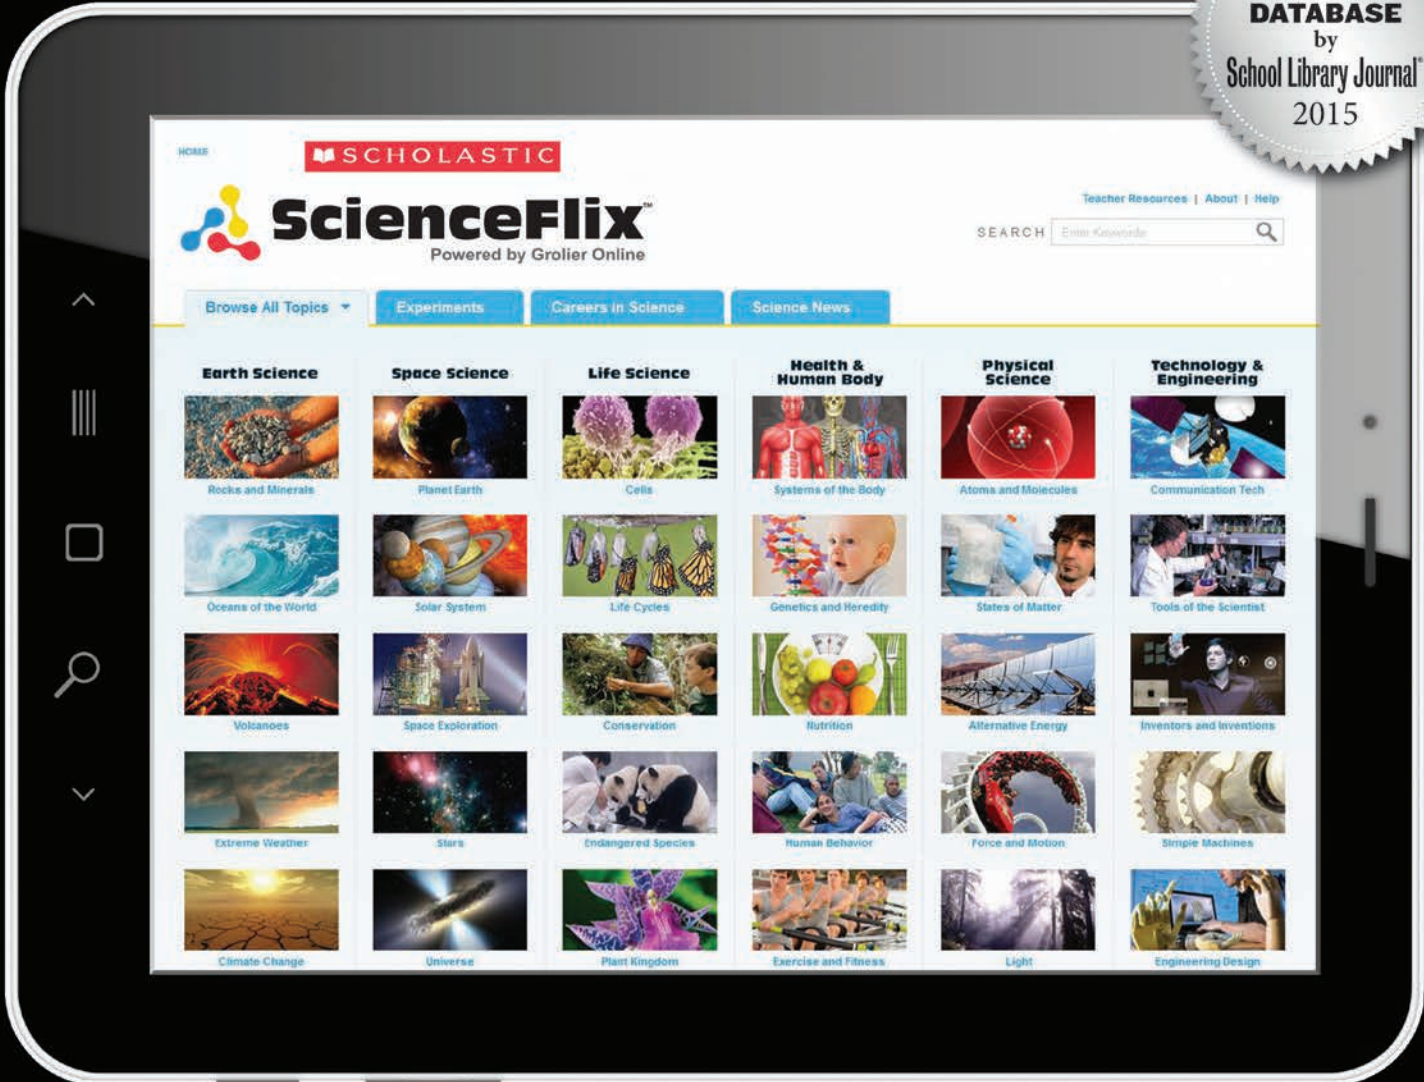 DATABASE
by
School Library Journal®
2015
HOME
SCHOLASTIC
ScienceFlix™
Powered by Grolier Online
Teacher Resources | About | Help
SEARCH Enter Keywords
Browse All Topics Experiments Careers in Science Science News
Earth Science
Space Science
Life Science
Health &
Human Body
Physical
Science
Technology &
Engineering
Rocks and Minerals Planet Earth Cells Systems of the Body Atoms and Molecules Communication Tech
Oceans of the World Solar System Life Cycles Genetics and Heredity States of Matter Tools of the Scientist
Volcanoes Space Exploration Conservation Nutrition Alternative Energy Inventors and Inventions
Extreme Weather Stars Endangered Species Human Behavior Force and Motion Simple Machines
Climate Change Universe Plant Kingdom Exercise and Fitness Light Engineering Design